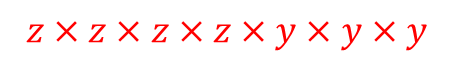 z × z × z × z × y × y × y